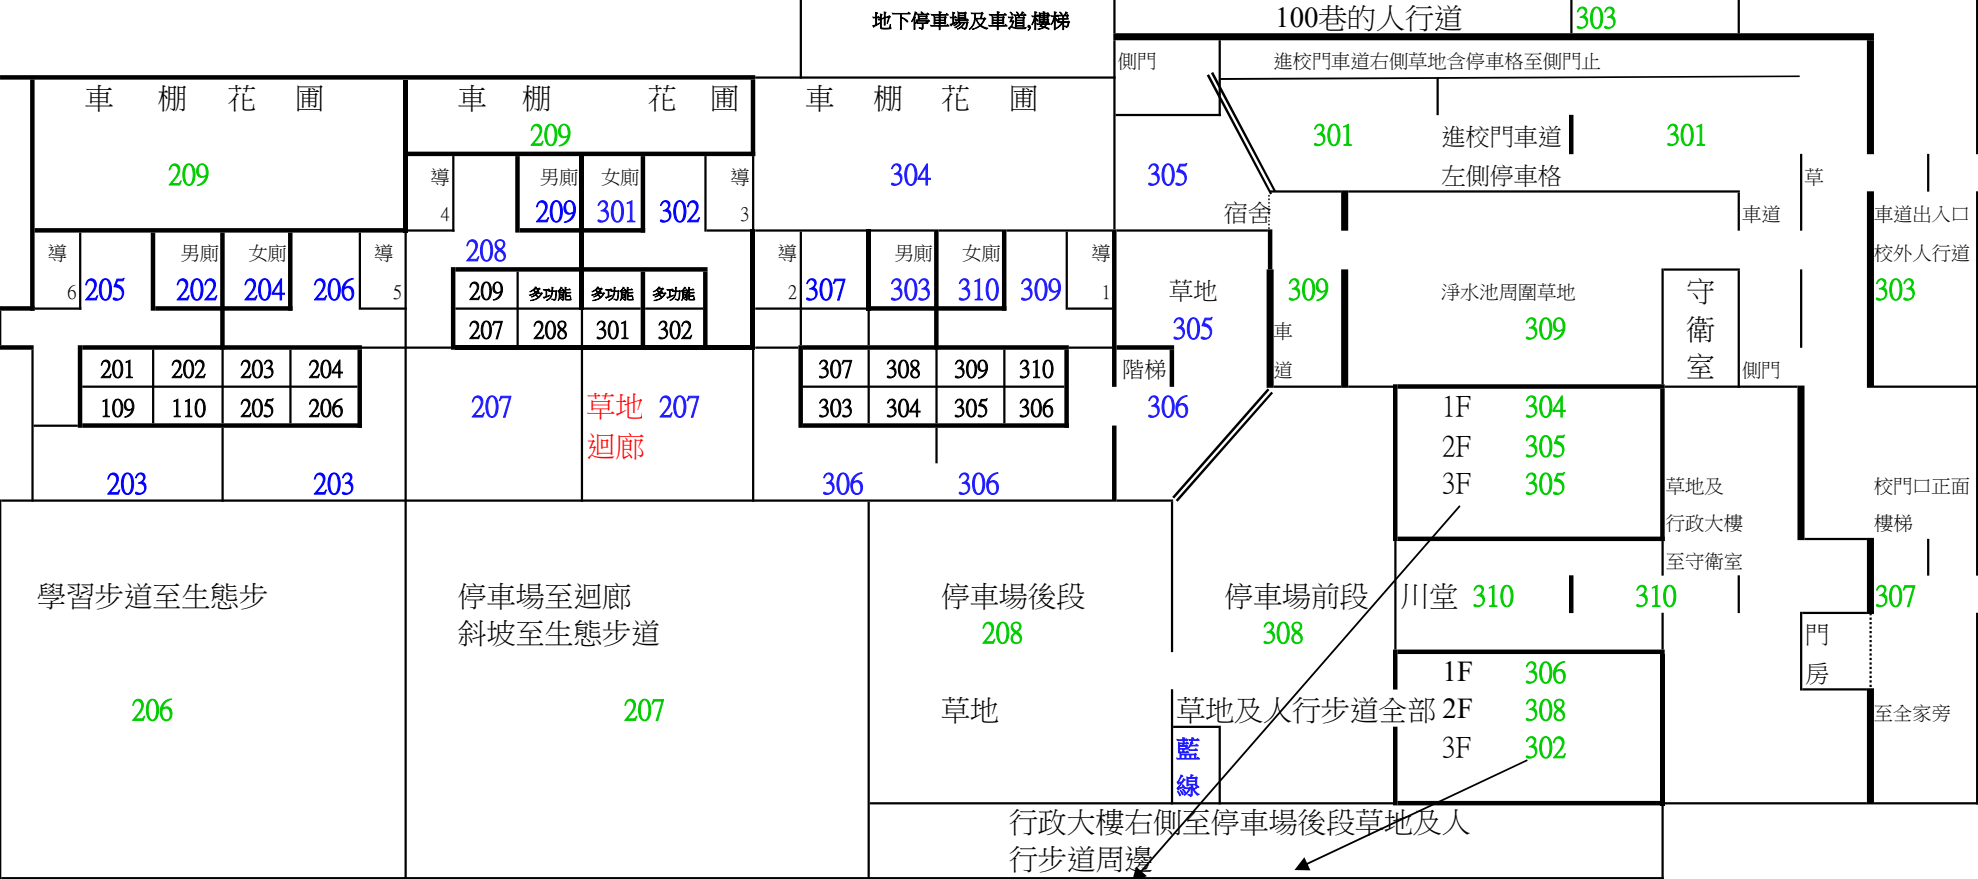 地下停車場及車道,樓梯
100巷的人行道 303
側門 進校門車道右側草地含停車格至側門止
車棚花圃 車棚 花圃 車棚花圃
209 301 進校門車道 301
209 304 305 左側停車格
導 男廁 女廁 導 草
4 209 301 302 3 宿舍 車道 車道出入口
208
導 男廁 女廁 導 導 男廁 女廁 導 校外人行道
6 205 202 204 206 5 209 多功能 多功能 多功能 2 307 303 310 309 1 草地 309 淨水池周圍草地 守 303
207 208 301 302 305 車 309 衛
201 202 203 204 307 308 309 310 階梯 道 室 側門
109 110 205 206 207 草地 207 303 304 305 306 306 1F 304
迴廊 2F 305
203 203 306 306 3F 305 草地及 校門口正面
行政大樓 樓梯
至守衛室
學習步道至生態步 停車場至迴廊 停車場後段 停車場前段 川堂 310 310 307
斜坡至生態步道 208 308 門
1F 306 房
206 207 草地 草地及人行步道全部 2F 308 至全家旁
藍 3F 302
線
行政大樓右側至停車場後段草地及人
行步道周邊